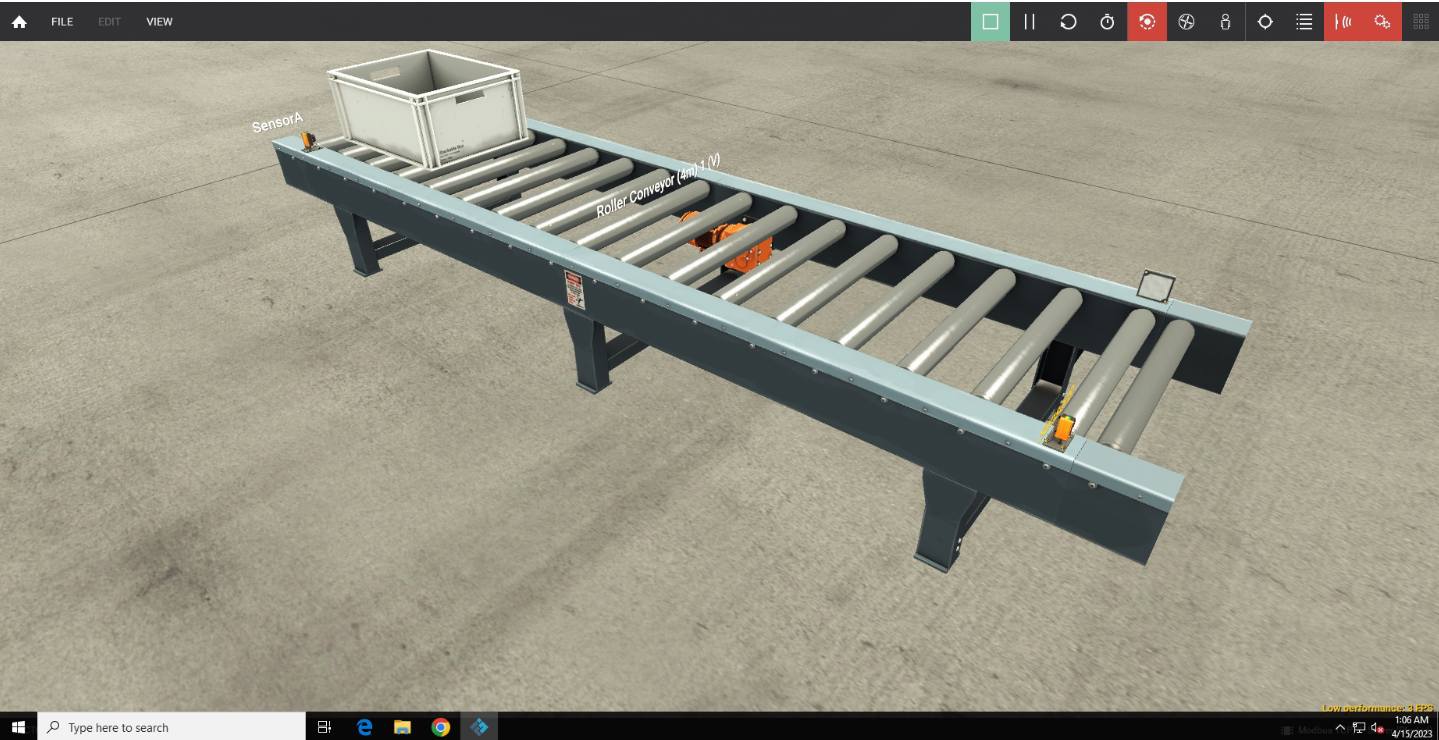 FILE EDIT VIEW
SensorA
Roller Conveyor (4m) 1 (V)
Low performance: 3 FPS
Type here to search
1:06 AM
Modbus
4/15/2023